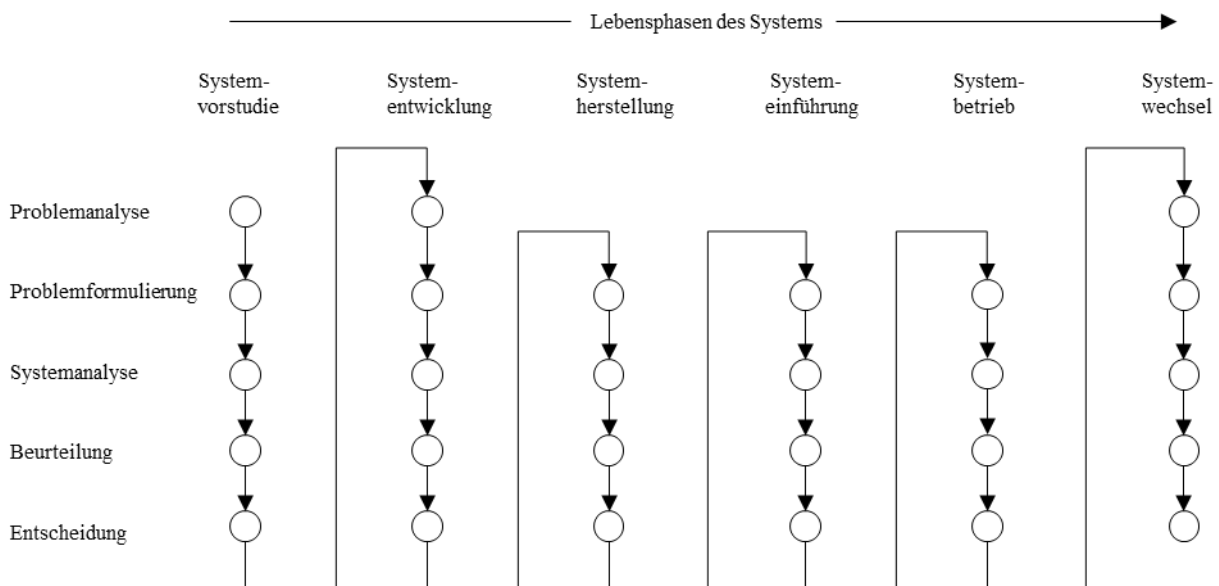 Lebensphasen des Systems
System-
vorstudie
System-
entwicklung
System-
herstellung
System-
einführung
System-
betrieb
System-
wechsel
Problemanalyse
Problemformulierung
Systemanalyse
Beurteilung
Entscheidung